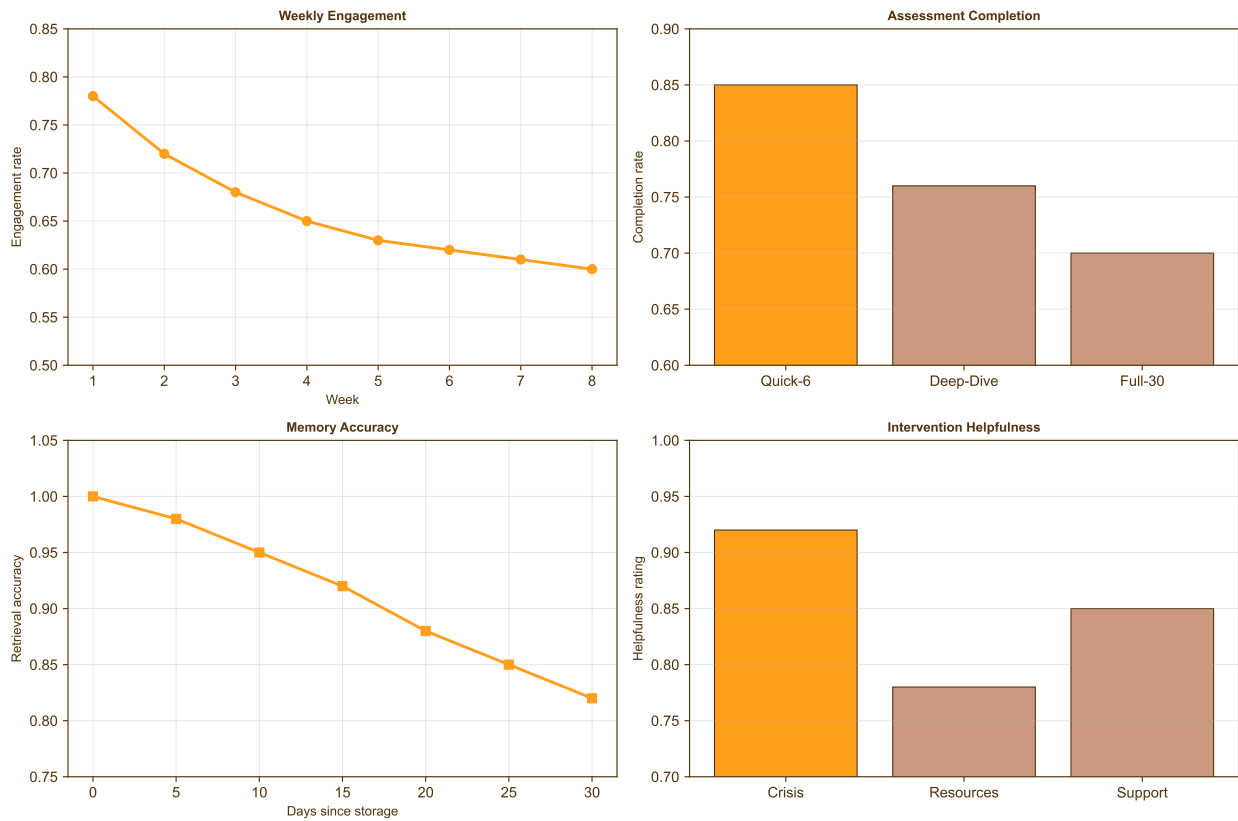 Weekly Engagement
0.85
0.80
0.75
0.70
0.65
0.60
0.55
0.50
Engagement rate
1 2 3 4 5 6 7 8
Week
Assessment Completion
0.90
0.85
0.80
0.75
0.70
0.65
0.60
Completion rate
Quick-6 Deep-Dive Full-30
Memory Accuracy
1.05
1.00
0.95
0.90
0.85
0.80
0.75
Retrieval accuracy
0 5 10 15 20 25 30
Days since storage
Intervention Helpfulness
1.00
0.95
0.90
0.85
0.80
0.75
0.70
Helpfulness rating
Crisis Resources Support